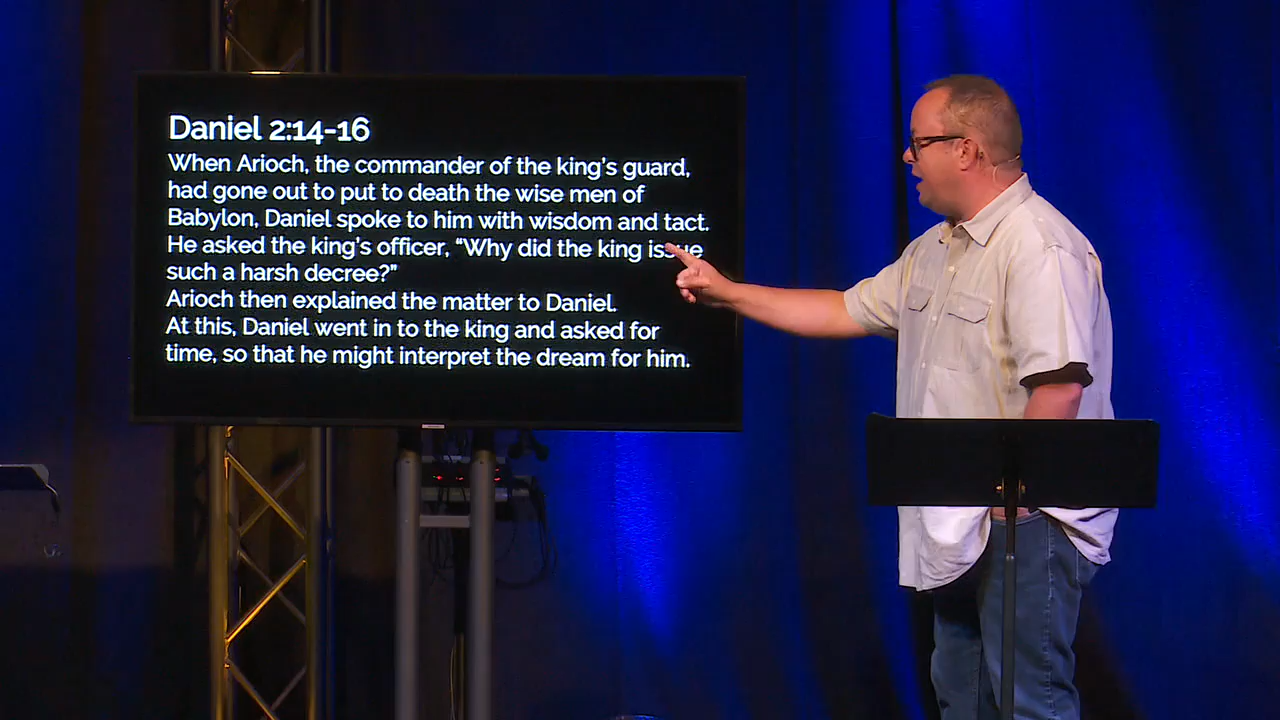 Daniel 2:14-16
When Arioch, the commander of the king's guard,
had gone out to put to death the wise men of
Babylon, Daniel spoke to him with wisdom and tact.
He asked the king's officer, “Why did the king issue
such a harsh decree?”
Arioch then explained the matter to Daniel.
At this, Daniel went in to the king and asked for
time, so that he might interpret the dream for him.